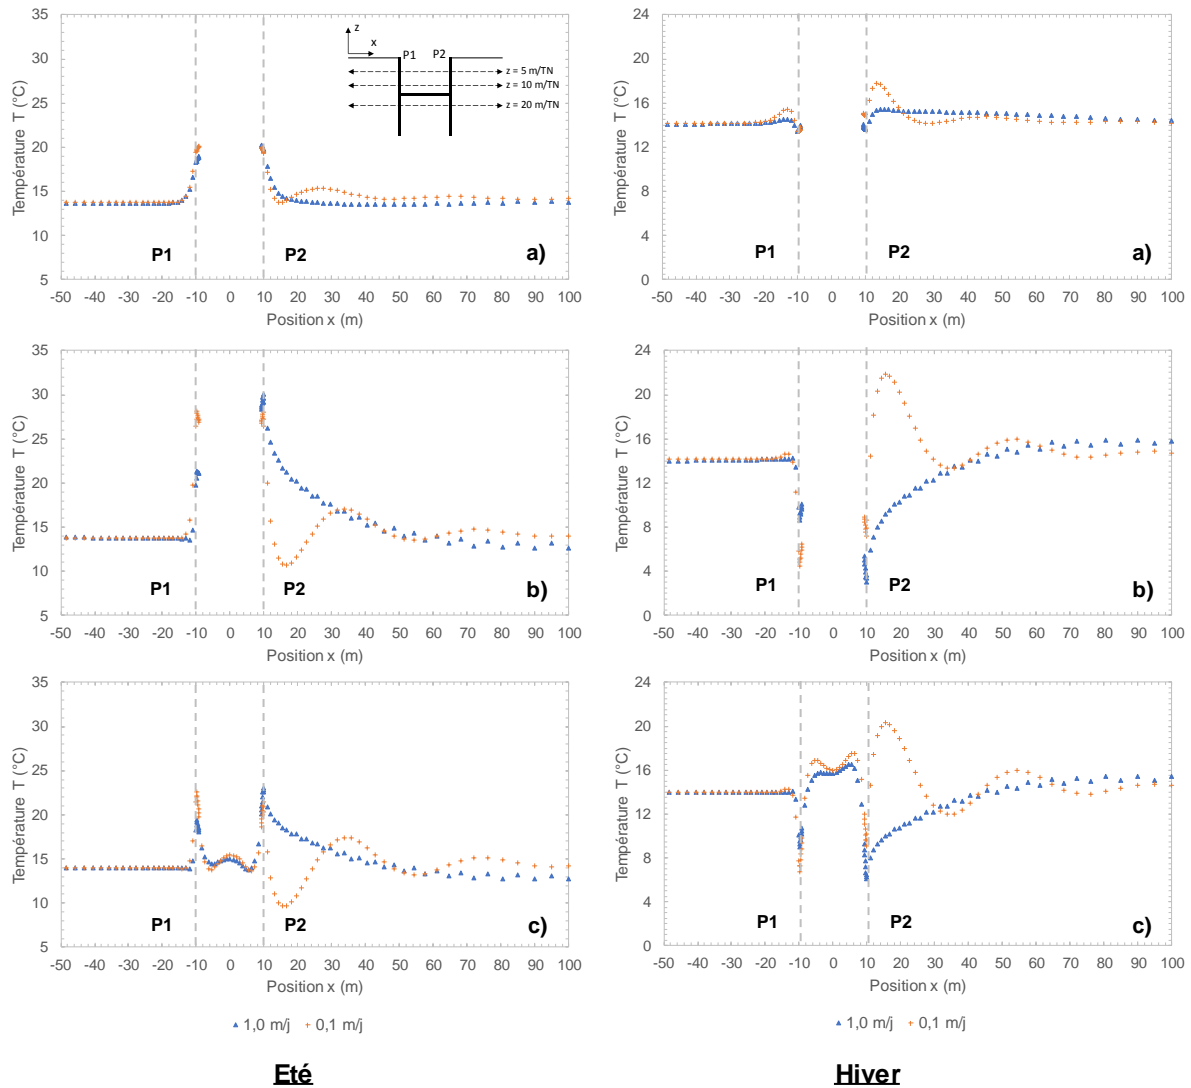 35
30
25
20
15
10
5
Température T (°C)
z
x
P1
P2
z = 5 m/TN
z = 10 m/TN
z = 20 m/TN
P1
P2
a)
-50 -40 -30 -20 -10 0 10 20 30 40 50 60 70 80 90 100
Position x (m)
24
20
16
12
8
4
0
Température T (°C)
P1
P2
a)
-50 -40 -30 -20 -10 0 10 20 30 40 50 60 70 80 90 100
Position x (m)
35
30
25
20
15
10
5
Température T (°C)
P1
P2
b)
-50 -40 -30 -20 -10 0 10 20 30 40 50 60 70 80 90 100
Position x (m)
24
20
16
12
8
4
0
Température T (°C)
P1
P2
b)
-50 -40 -30 -20 -10 0 10 20 30 40 50 60 70 80 90 100
Position x (m)
35
30
25
20
15
10
5
Température T (°C)
P1
P2
c)
-50 -40 -30 -20 -10 0 10 20 30 40 50 60 70 80 90 100
Position x (m)
24
20
16
12
8
4
0
Température T (°C)
P1
P2
c)
-50 -40 -30 -20 -10 0 10 20 30 40 50 60 70 80 90 100
Position x (m)
1,0 m/j 0,1 m/j
1,0 m/j 0,1 m/j
Eté
Hiver